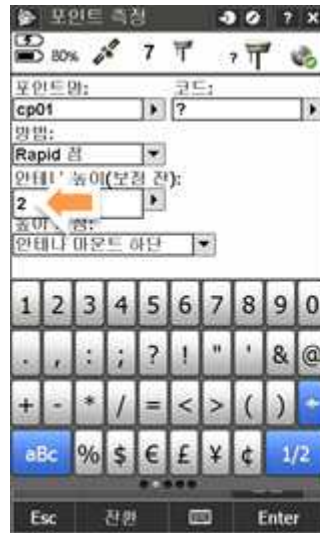 포인트 측정
? X
80% 7 ?
포인트명: 코드:
cp01 ?
방법:
Rapid 점
안테나 높이(보정 전):
2
안테나 마운트 하단
1 2 3 4 5 6 7 8 9 0
. , : ; ? ! " ' & @
+ - * / = < > ( )
aBc % $ € £ ¥ ¢ 1/2
Esc 전환 Enter